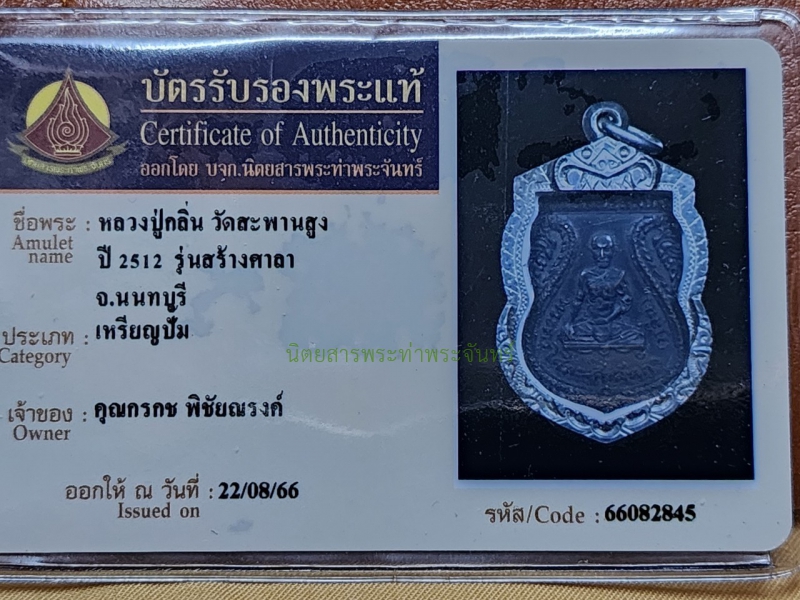 บัตรรับรองพระแท้
Certificate of Authenticity
ออกโดย บจก.นิตยสารพระท่าพระจันทร์
ชื่อพระ : หลวงปู่กลิ่น วัดสะพานสูง
Amulet name
ปี 2512 รุ่นสร้างศาลา
จ.นนทบุรี
ประเภท : เหรียญปั้ม
Category
นิตยสารพระท่าพระจันทร์
เจ้าของ : คุณกรกช พิชัยณรงค์
Owner
ออกให้ ณ วันที่ : 22/08/66
Issued on
รหัส/Code : 66082845